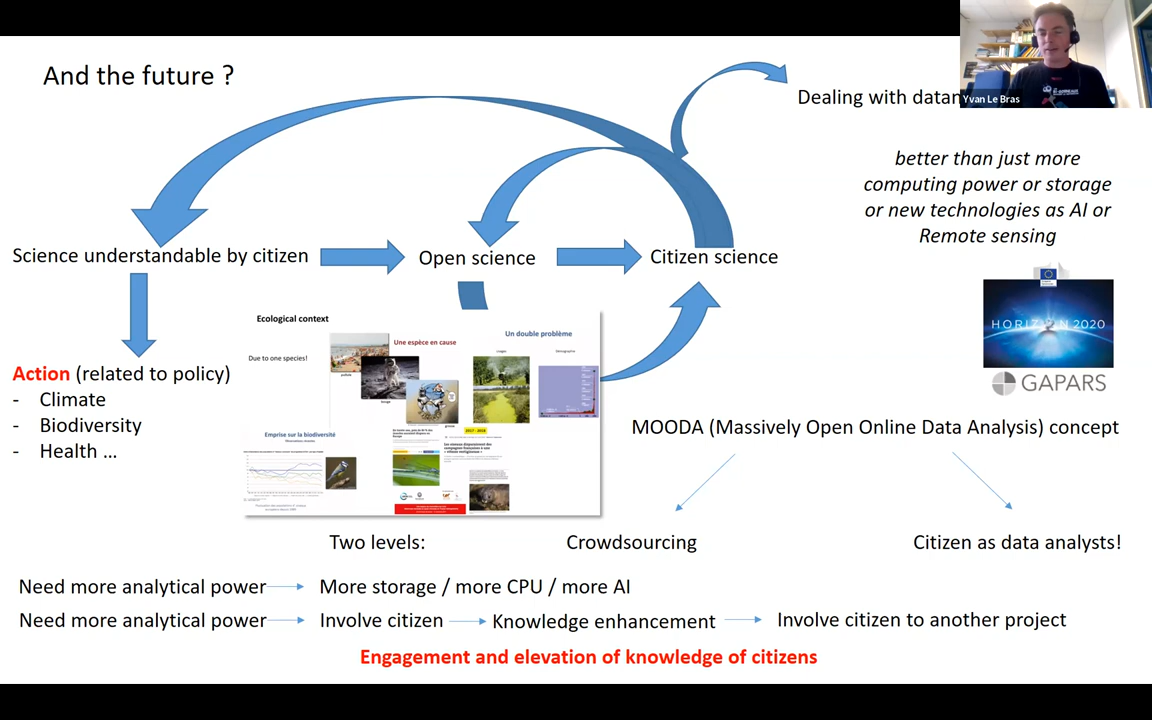 And the future ?
Yvan Le Bras
Dealing with datan
better than just more
computing power or storage
or new technologies as AI or
Remote sensing
Science understandable by citizen
Open science
Citizen science
HORIZON 2020
GAPARS
Action (related to policy)
- Climate
- Biodiversity
- Health ...
Ecological context
Due to one species!
Une espèce en cause
Un double problème
Emprise sur la biodiversité
2017 - 2018
MOODA (Massively Open Online Data Analysis) concept
Two levels:
Crowdsourcing
Citizen as data analysts!
Need more analytical power
More storage / more CPU / more AI
Need more analytical power
Involve citizen
Knowledge enhancement
Involve citizen to another project
Engagement and elevation of knowledge of citizens